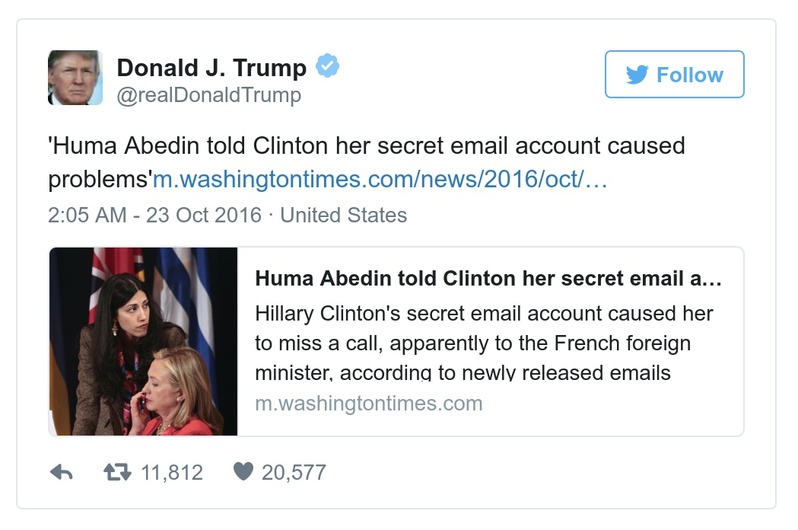 Donald J. Trump
@realDonaldTrump
Follow
'Huma Abedin told Clinton her secret email account caused
problems'm.washingtontimes.com/news/2016/oct/…
2:05 AM - 23 Oct 2016 · United States
Huma Abedin told Clinton her secret email a…
Hillary Clinton's secret email account caused her
to miss a call, apparently to the French foreign
minister, according to newly released emails
m.washingtontimes.com
11,812
20,577